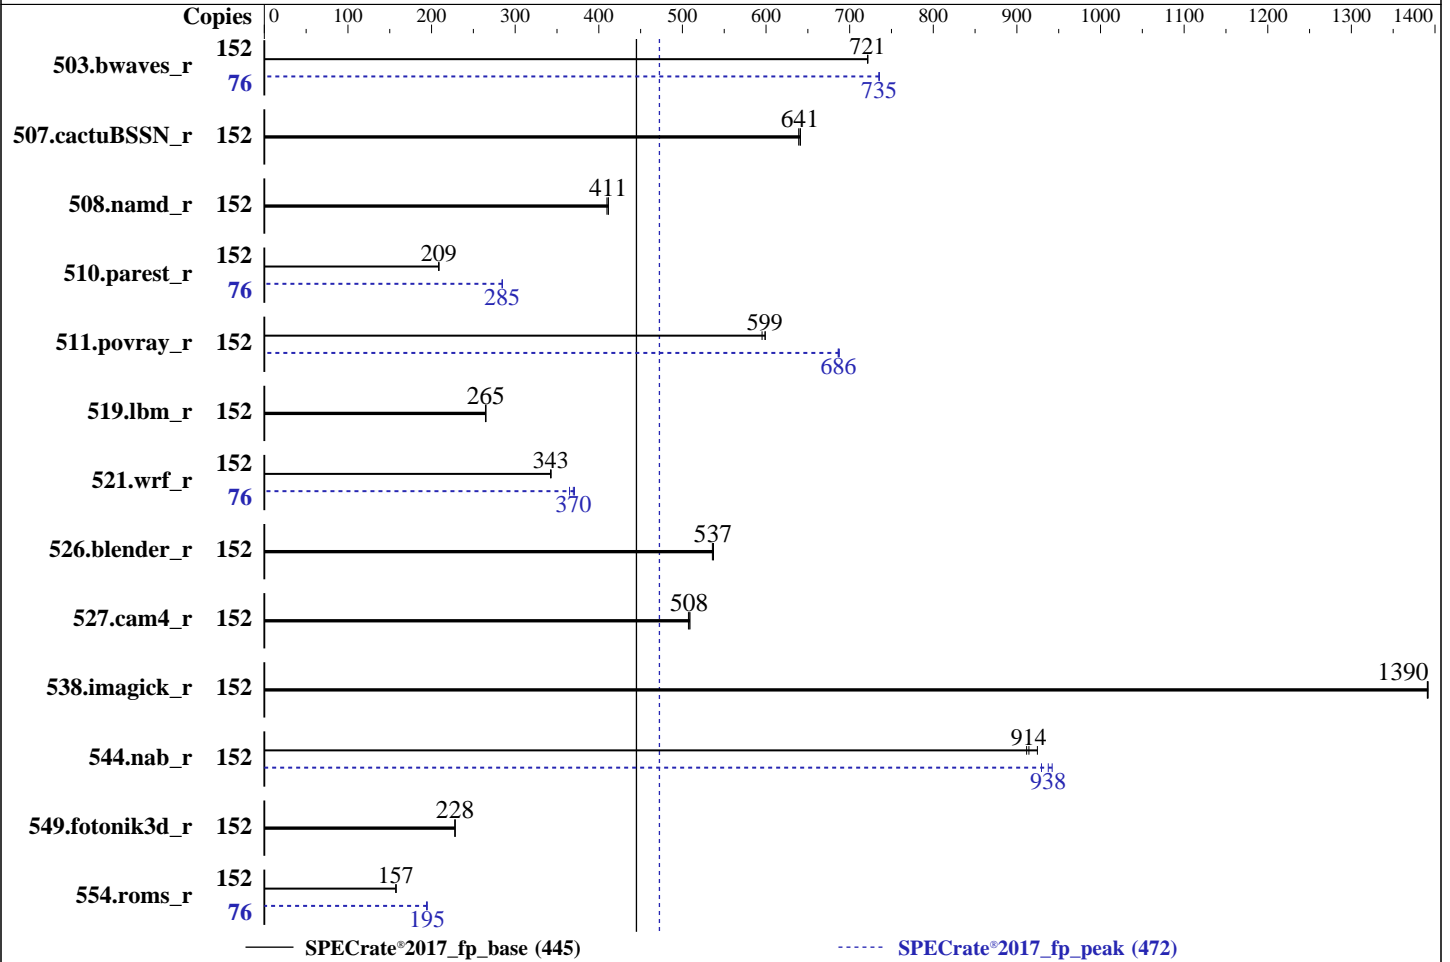 Copies 0 100 200 300 400 500 600 700 800 900 1000 1100 1200 1300 1400
503.bwaves_r 152 721
76 735
507.cactuBSSN_r 152 641
508.namd_r 152 411
510.parest_r 152 209
76 285
511.povray_r 152 599
686
519.lbm_r 152 265
521.wrf_r 152 343
76 370
526.blender_r 152 537
527.cam4_r 152 508
538.imagick_r 152 1390
544.nab_r 152 914
938
549.fotonik3d_r 152 228
554.roms_r 152 157
76 195
SPECrate®2017_fp_base (445) SPECrate®2017_fp_peak (472)